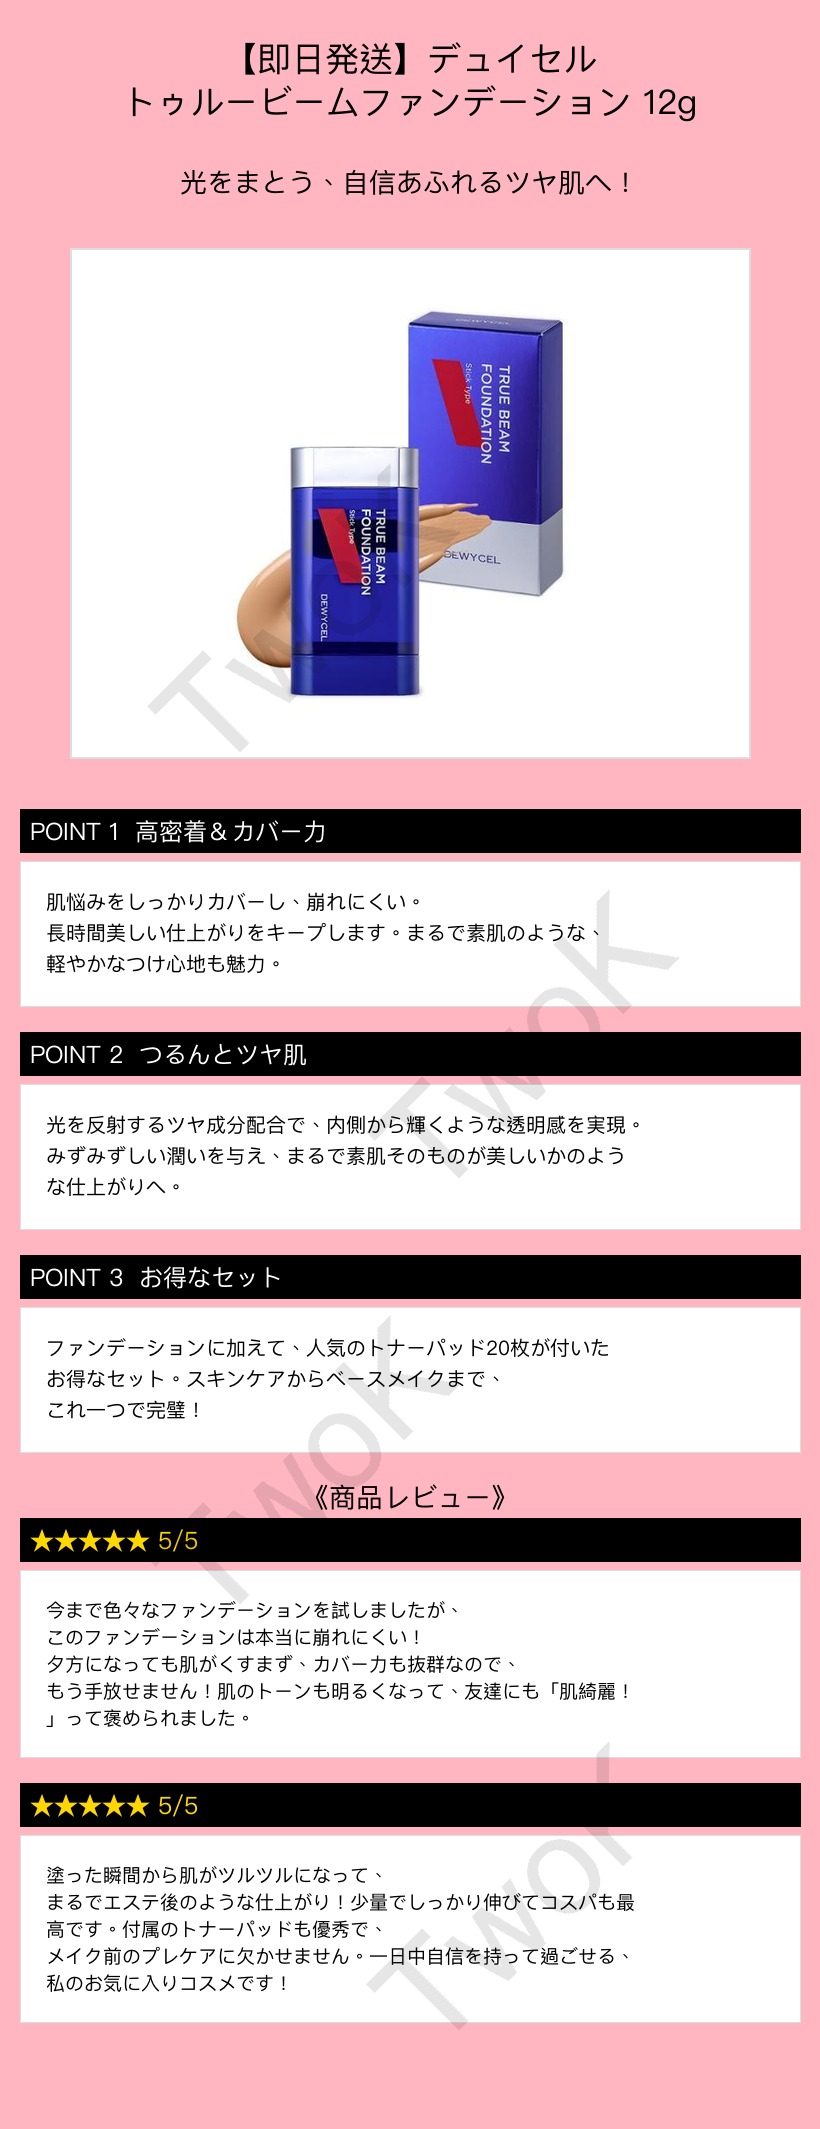 【即日発送】デュイセル
トゥルービームファンデーション 12g
光をまとう、自信あふれるツヤ肌へ！
DEWYCEL
TRUE BEAM
FOUNDATION
Stick Type
DEWYCEL
TRUE BEAM
FOUNDATION
Stick Type
DEWYCEL
TwoK
POINT 1 高密着＆カバー力
肌悩みをしっかりカバーし、崩れにくい。
長時間美しい仕上がりをキープします。まるで素肌のような、
軽やかなつけ心地も魅力。
TwoK
POINT 2 つるんとツヤ肌
光を反射するツヤ成分配合で、内側から輝くような透明感を実現。
みずみずしい潤いを与え、まるで素肌そのものが美しいかのよう
な仕上がりへ。
POINT 3 お得なセット
ファンデーションに加えて、人気のトナーパッド20枚が付いた
お得なセット。スキンケアからベースメイクまで、
これ一つで完璧！
TwoK
《商品レビュー》
★★★★★ 5/5
今まで色々なファンデーションを試しましたが、
このファンデーションは本当に崩れにくい！
夕方になっても肌がくすまず、カバー力も抜群なので、
もう手放せません！肌のトーンも明るくなって、友達にも「肌綺麗！
」って褒められました。
★★★★★ 5/5
塗った瞬間から肌がツルツルになって、
まるでエステ後のような仕上がり！少量でしっかり伸びてコスパも最
高です。付属のトナーパッドも優秀で、
メイク前のプレケアに欠かせません。一日中自信を持って過ごせる、
私のお気に入りコスメです！
TwoK